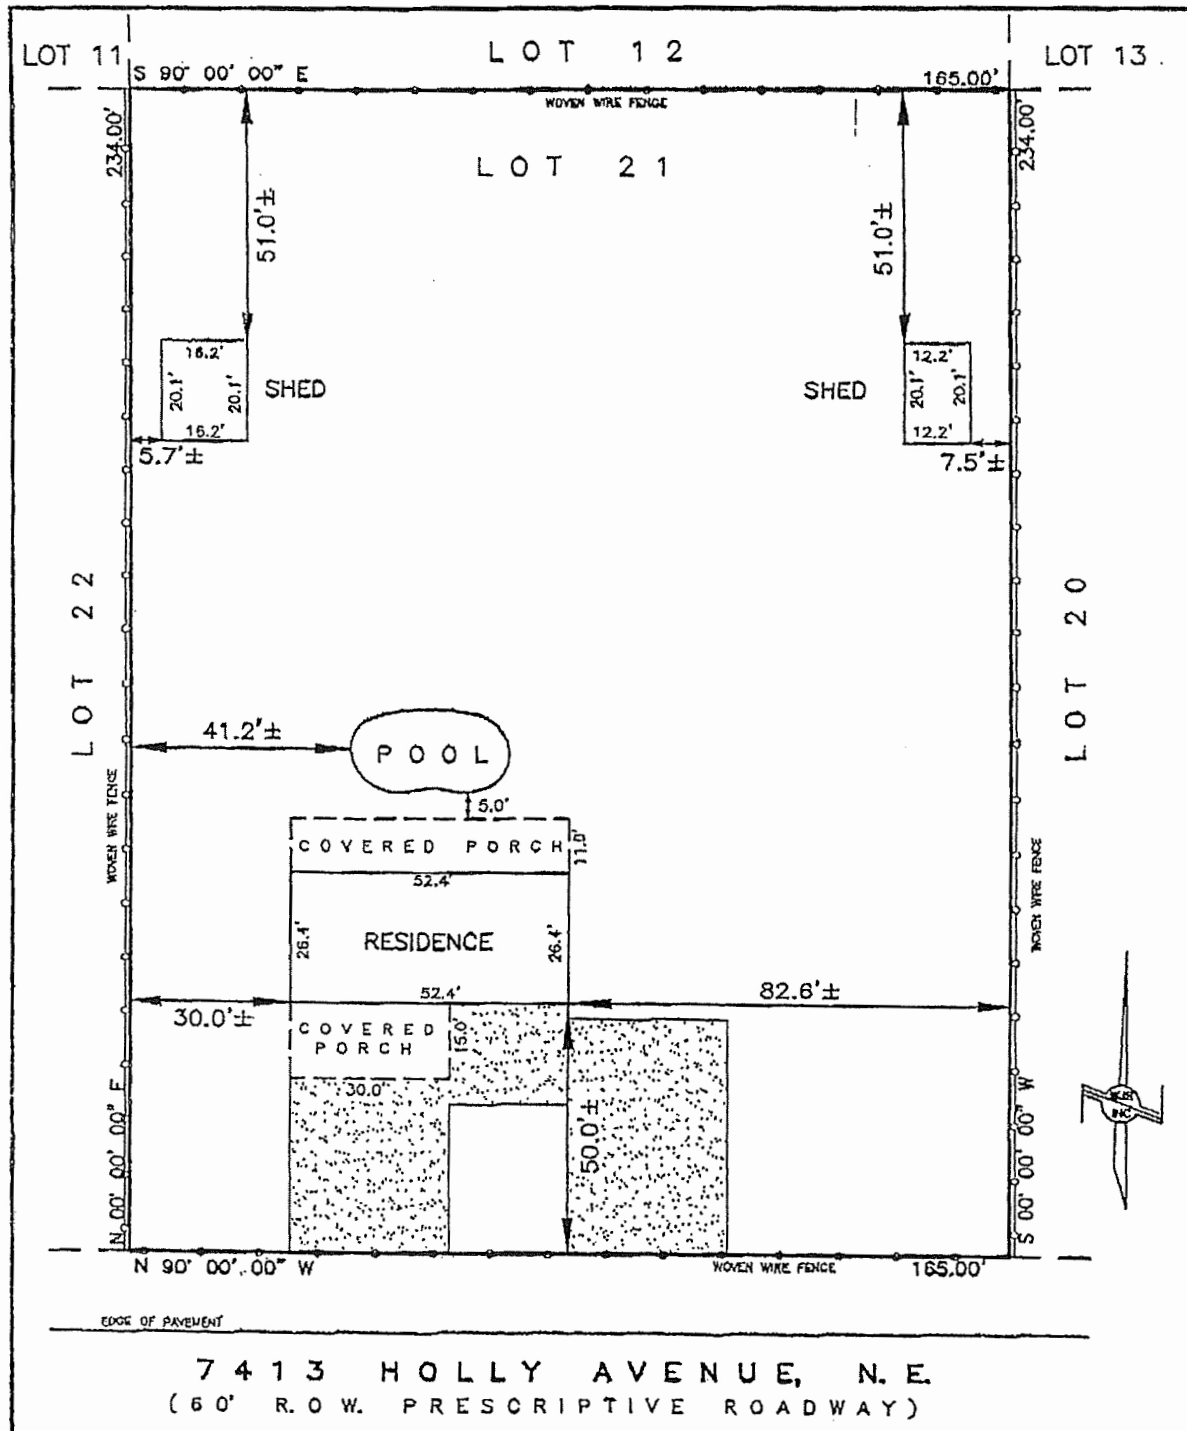 LOT 11
LOT 12
LOT 13
S 90° 00' 00" E
165.00'
WOVEN WIRE FENCE
234.00'
234.00'
LOT 21
51.0'±
51.0'±
16.2'
20.1'
20.1'
16.2'
SHED
5.7'±
SHED
12.2'
20.1'
20.1'
12.2'
7.5'±
LOT 22
LOT 20
41.2'±
POOL
5.0'
WOVEN WIRE FENCE
COVERED PORCH
11.0'
52.4'
WOVEN WIRE FENCE
26.4'
RESIDENCE
26.4'
52.4'
30.0'±
82.6'±
COVERED
PORCH
15.0'
30.0'
50.0'±
N 00° 00' 00" E
S 00° 00' 00" W
INC
N 90° 00' 00" W
WOVEN WIRE FENCE
165.00'
EDGE OF PAVEMENT
7413 HOLLY AVENUE, N.E.
(60' R.O.W. PRESCRIPTIVE ROADWAY)